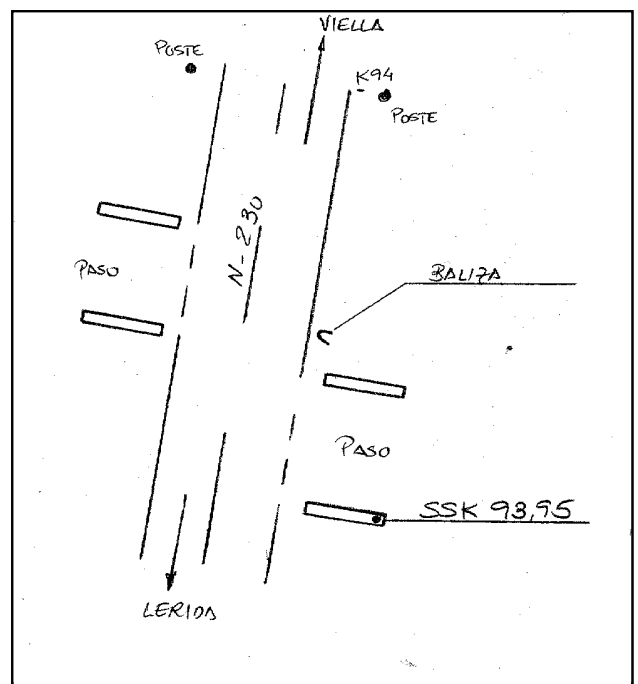 VIELLA
POSTE
K94
POSTE
N-230
PASO
BALIZA
PASO
SSK 93,95
LERIDA